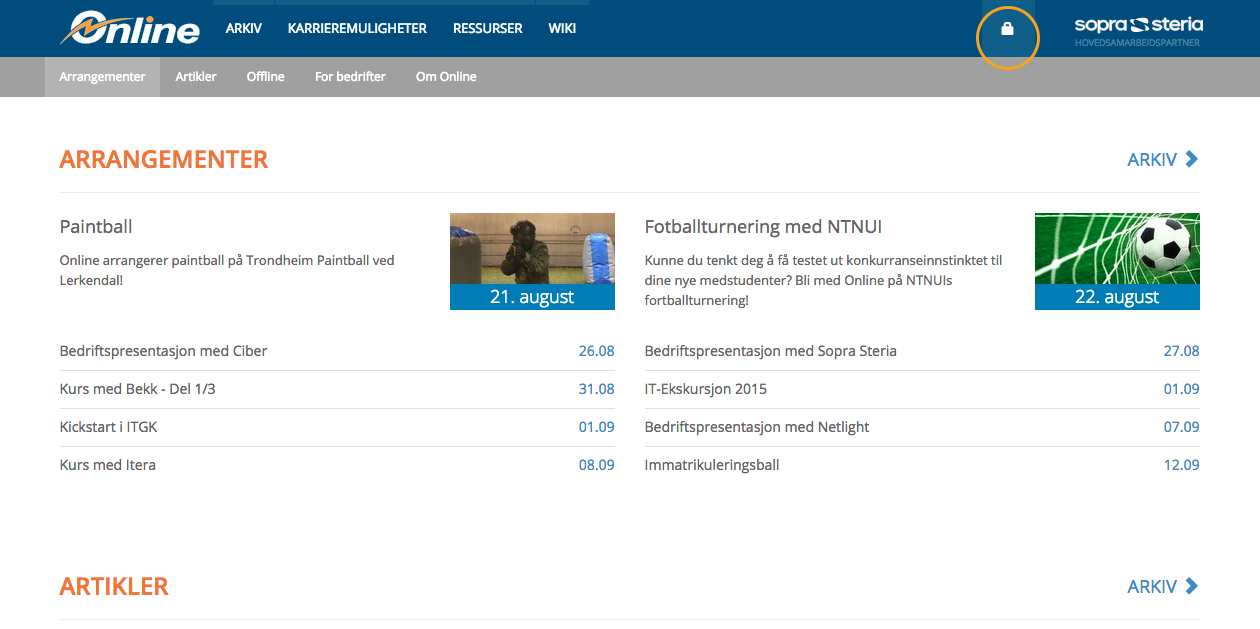 Online
ARKIV
KARRIEREMULIGHETER
RESSURSER
WIKI
sopra steria
HOVEDSAMARBEIDSPARTNER
Arrangementer
Artikler
Offline
For bedrifter
Om Online
ARRANGEMENTER
ARKIV
Paintball
Online arrangerer paintball på Trondheim Paintball ved
Lerkendal!
21. august
Fotballturnering med NTNUI
Kunne du tenkt deg å få testet ut konkurranseinnstinktet til
dine nye medstudenter? Bli med Online på NTNUIs
fortballturnering!
22. august
Bedriftspresentasjon med Ciber 26.08
Kurs med Bekk - Del 1/3 31.08
Kickstart i ITGK 01.09
Kurs med Itera 08.09
Bedriftspresentasjon med Sopra Steria 27.08
IT-Ekskursjon 2015 01.09
Bedriftspresentasjon med Netlight 07.09
Immatrikuleringsball 12.09
ARTIKLER
ARKIV